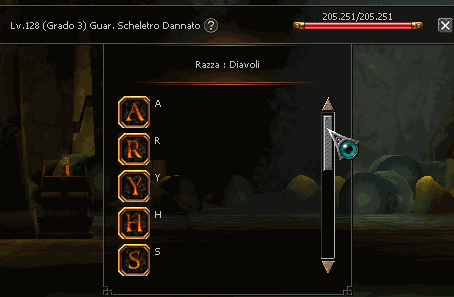 Lv.128 (Grado 3) Guar. Scheletro Dannato ?
205.251/205.251
Razza : Diavoli
A A
R R
Y Y
H H
S S